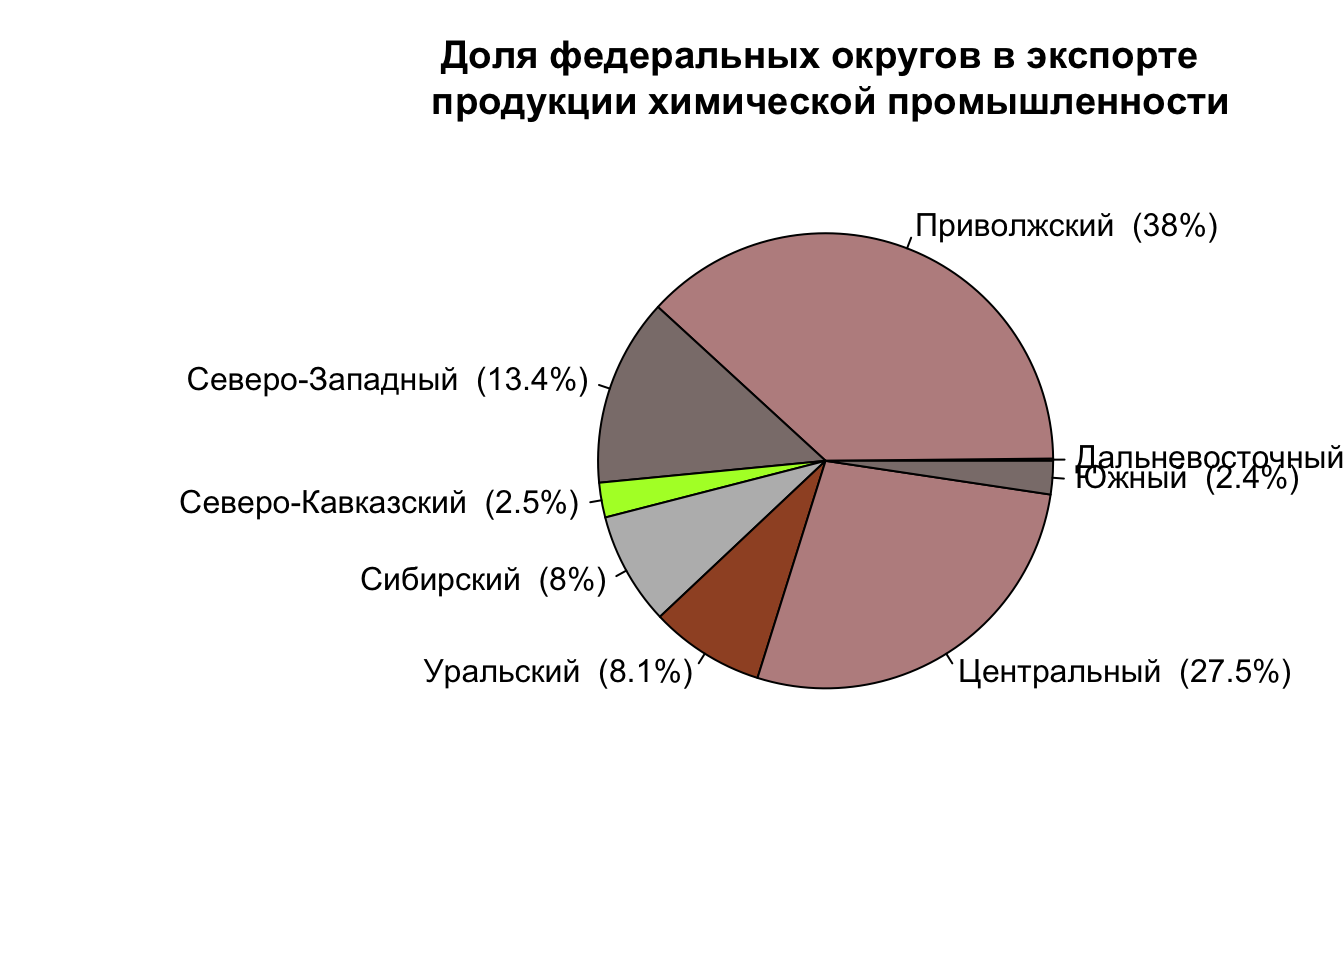 Доля федеральных округов в экспорте
продукции химической промышленности
Приволжский (38%)
Северо-Западный (13.4%)
Дальневосточный
Южный (2.4%)
Северо-Кавказский (2.5%)
Сибирский (8%)
Уральский (8.1%)
Центральный (27.5%)